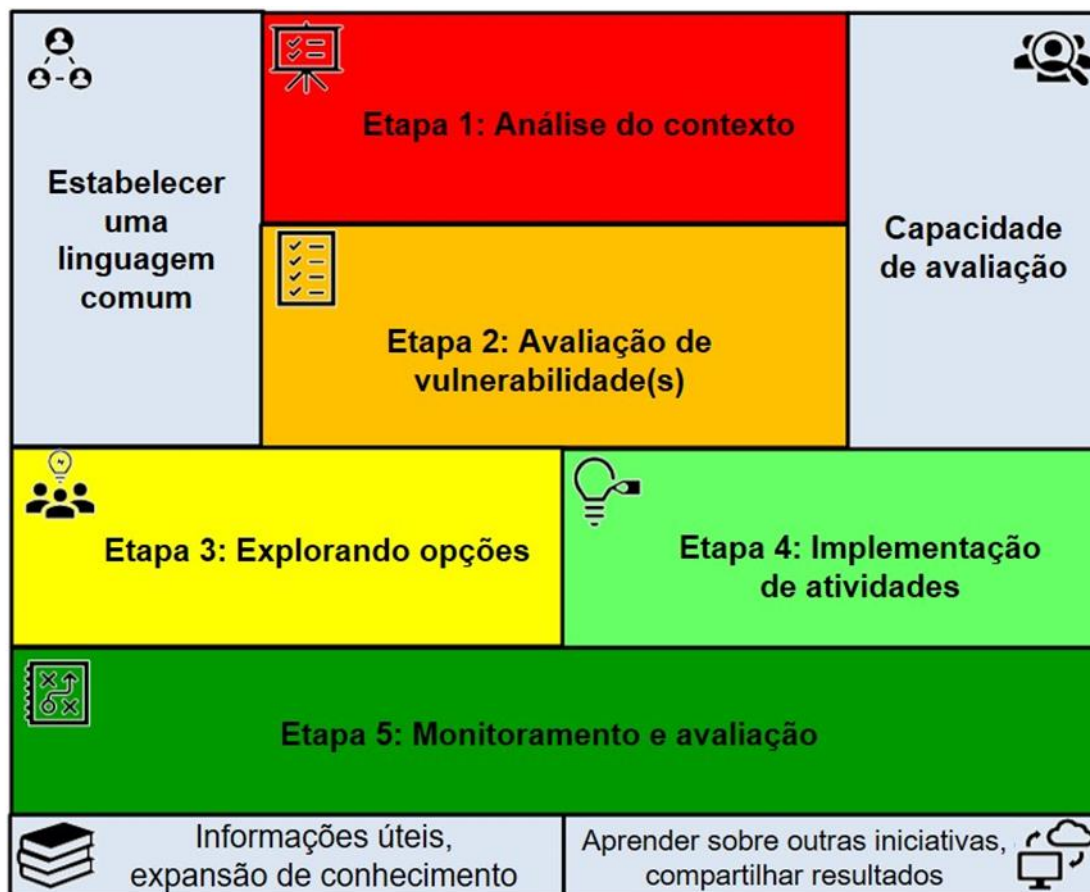 Estabelecer
uma
linguagem
comum
Etapa 1: Análise do contexto
Capacidade
de avaliação
Etapa 2: Avaliação de
vulnerabilidade(s)
Etapa 3: Explorando opções
Etapa 4: Implementação
de atividades
Etapa 5: Monitoramento e avaliação
Informações úteis,
expansão de conhecimento
Aprender sobre outras iniciativas,
compartilhar resultados